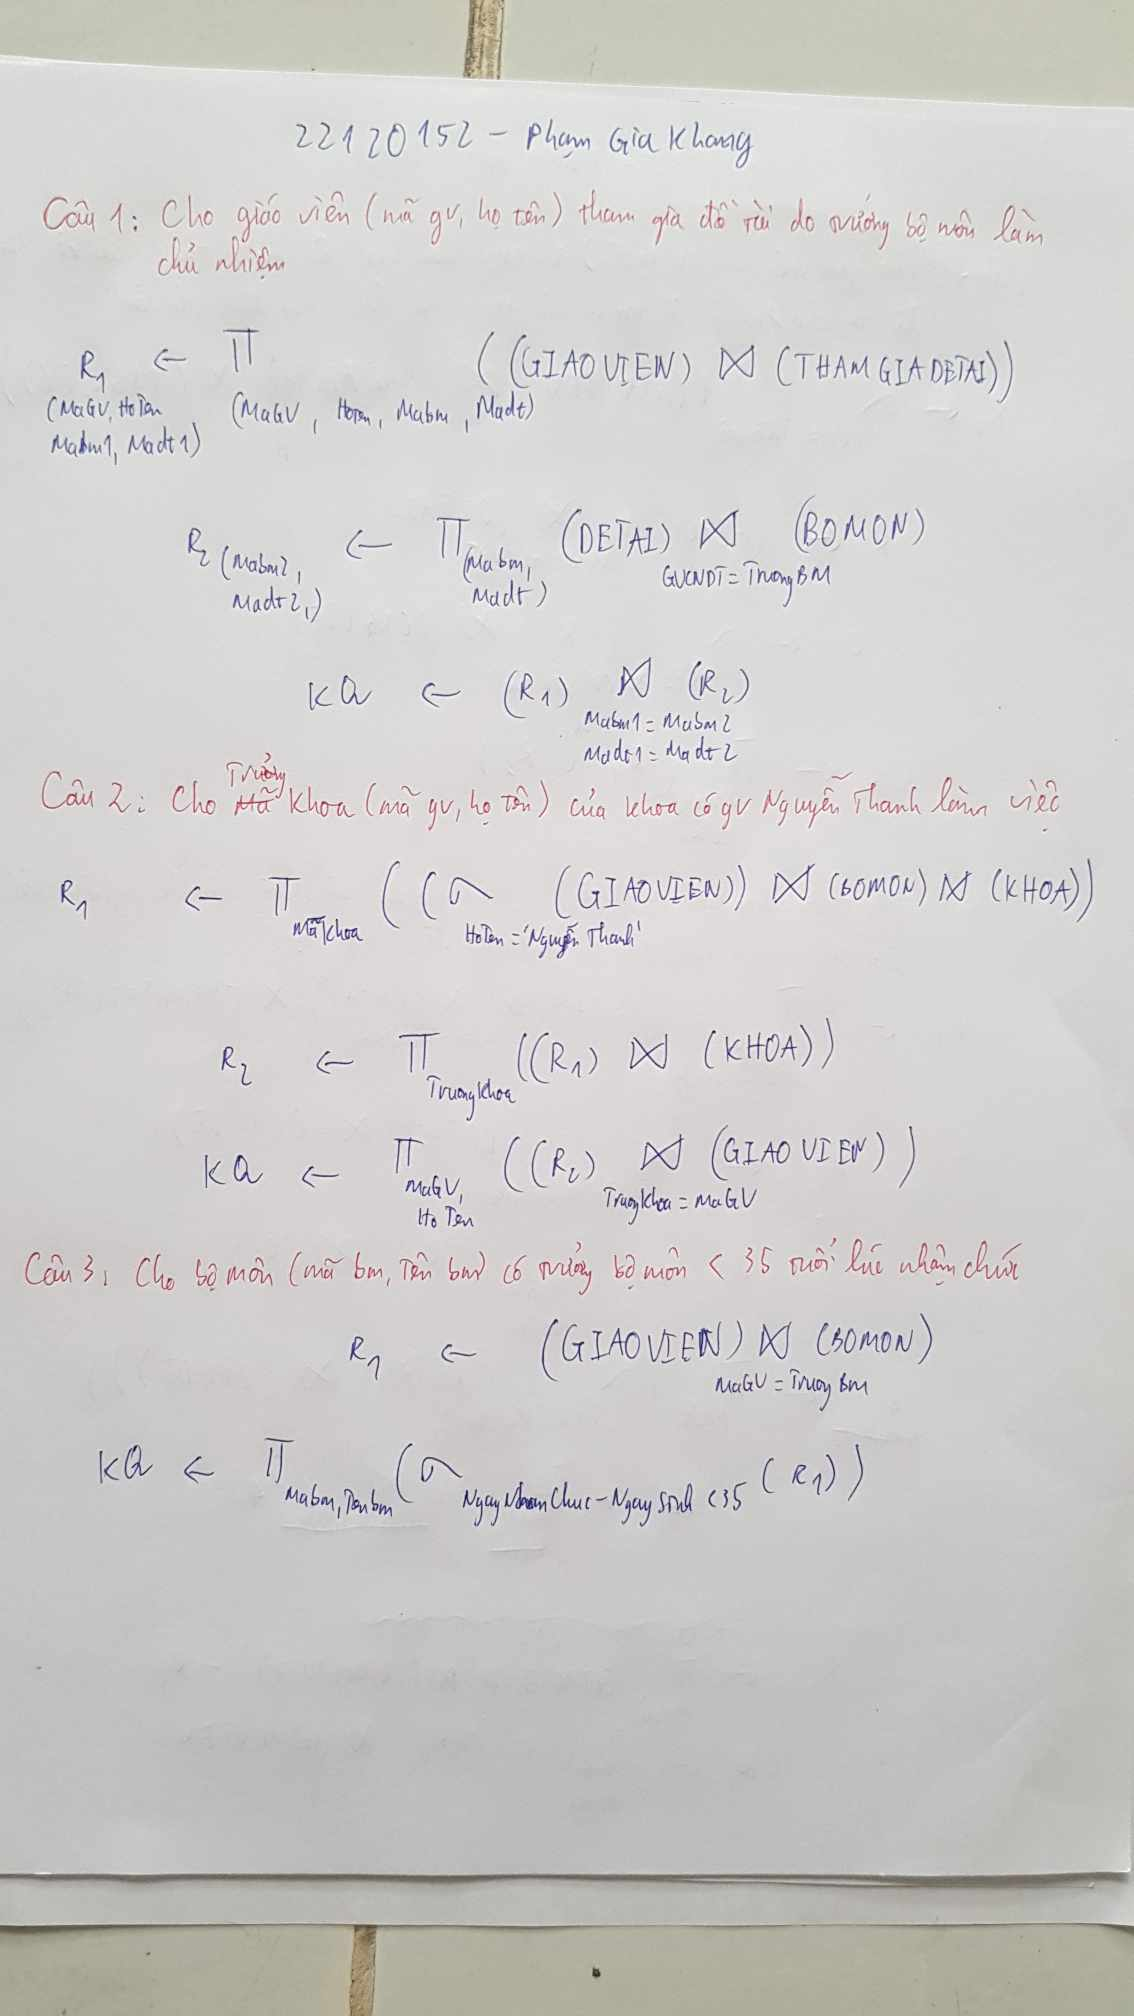 22120152 - Phạm Gia Khang
Câu 1: Cho giáo viên (mã gv, họ tên) tham gia đề tài do trưởng bộ môn làm
chủ nhiệm
R1 ← π ((GIAOVIEN) ⋈ (THAMGIADETAI))
(MaGV, HoTen (MaGV, HoTen, Mabm, Madt)
Mabm1, Madt1)
R2 (Mabm2, ← π (Mabm, (DETAI) ⋈ (BOMON)
Madt2,) Madt) GVCNDT = TruongBM
KQ ← (R1) ⋈ (R2)
Mabm1 = Mabm2
Madt1 = Madt2
Trưởng
Câu 2: Cho Mã Khoa (mã gv, họ tên) của khoa có gv Nguyễn Thanh làm việc
R1 ← π ((σ (GIAOVIEN)) ⋈ (BOMON) ⋈ (KHOA))
MãKhoa HoTen = 'Nguyễn Thanh'
R2 ← π ((R1) ⋈ (KHOA))
TruongKhoa
KQ ← π ((R2) ⋈ (GIAOVIEN))
MaGV, TruongKhoa = MaGV
HoTen
Câu 3: Cho bộ môn (mã bm, Tên bm) có trưởng bộ môn < 35 tuổi lúc nhậm chức
R1 ← (GIAOVIEN) ⋈ (BOMON)
MaGV = TruongBm
KQ ← π (σ (R1))
Mabm, Tenbm NgayNhanChuc - NgaySinh < 35